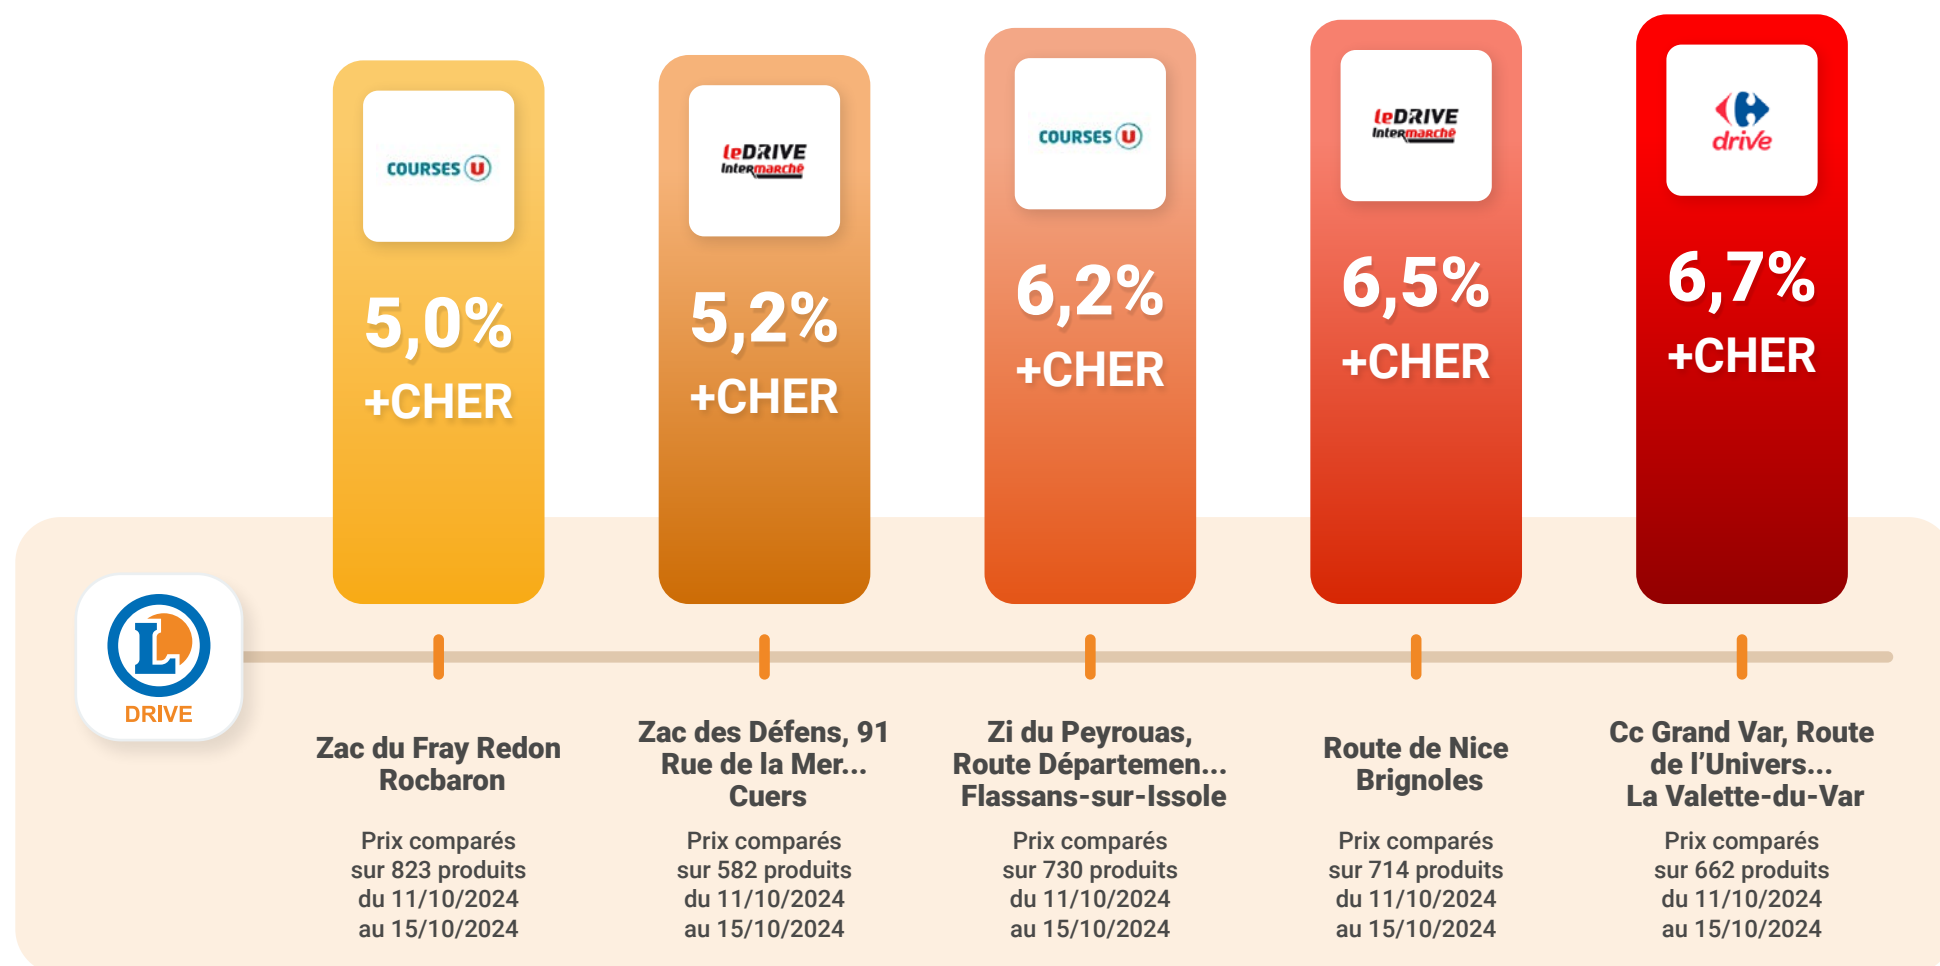 COURSES U
5,0%
+CHER
leDRIVE
Intermarché
5,2%
+CHER
COURSES U
6,2%
+CHER
leDRIVE
Intermarché
6,5%
+CHER
drive
6,7%
+CHER
L
DRIVE
Zac du Fray Redon
Rocbaron
Prix comparés
sur 823 produits
du 11/10/2024
au 15/10/2024
Zac des Défens, 91
Rue de la Mer...
Cuers
Prix comparés
sur 582 produits
du 11/10/2024
au 15/10/2024
Zi du Peyrouas,
Route Départemen...
Flassans-sur-Issole
Prix comparés
sur 730 produits
du 11/10/2024
au 15/10/2024
Route de Nice
Brignoles
Prix comparés
sur 714 produits
du 11/10/2024
au 15/10/2024
Cc Grand Var, Route
de l'Univers...
La Valette-du-Var
Prix comparés
sur 662 produits
du 11/10/2024
au 15/10/2024